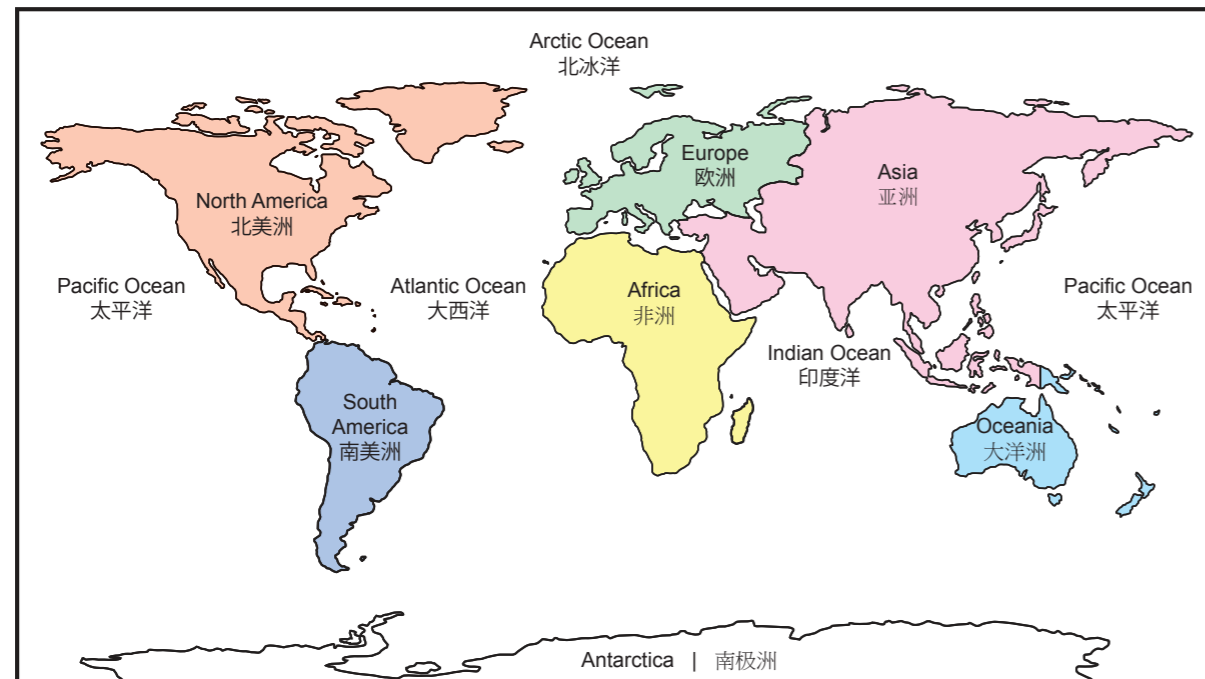 Arctic Ocean
北冰洋
Europe
欧洲
Asia
亚洲
North America
北美洲
Pacific Ocean
太平洋
Atlantic Ocean
大西洋
Africa
非洲
Pacific Ocean
太平洋
Indian Ocean
印度洋
South
America
南美洲
Oceania
大洋洲
Antarctica | 南极洲